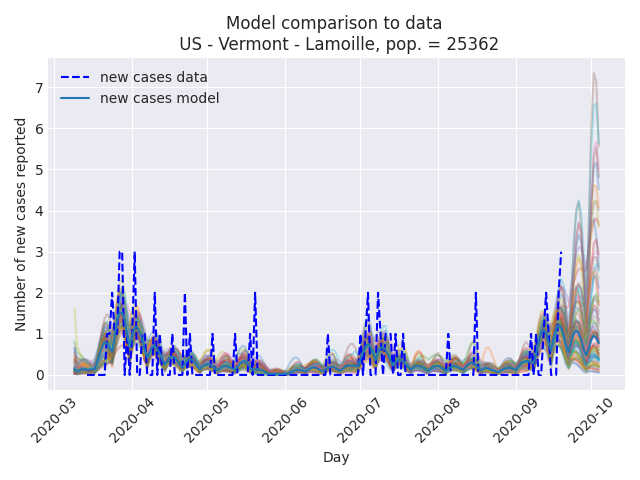 Model comparison to data
US - Vermont - Lamoille, pop. = 25362
new cases data
new cases model
Number of new cases reported
7
6
5
4
3
2
1
0
2020-03
2020-04
2020-05
2020-06
2020-07
2020-08
2020-09
2020-10
Day